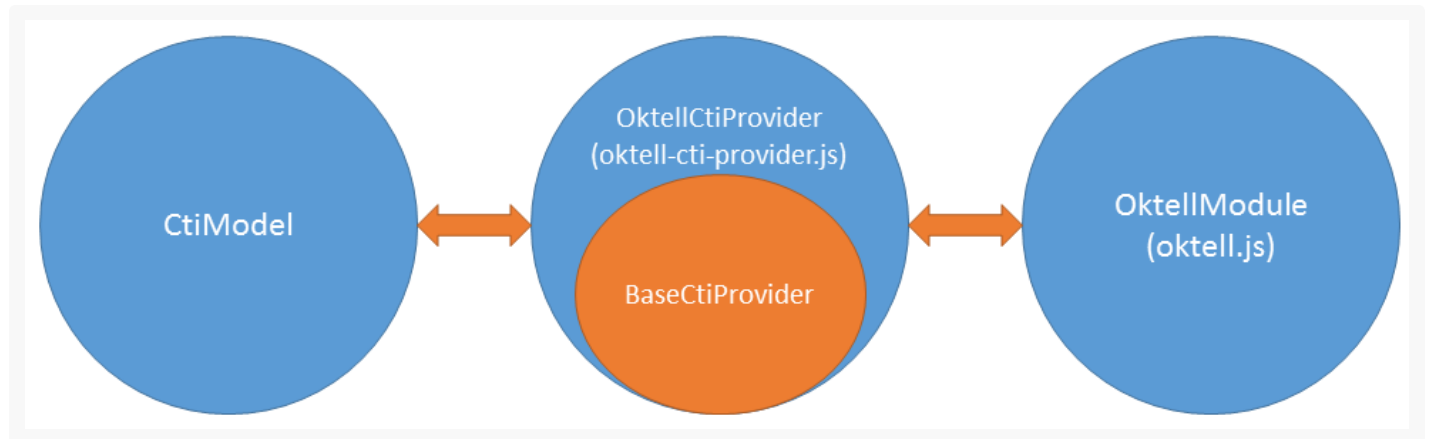 CtiModel
OktellCtiProvider
(oktell-cti-provider.js)
BaseCtiProvider
OktellModule
(oktell.js)